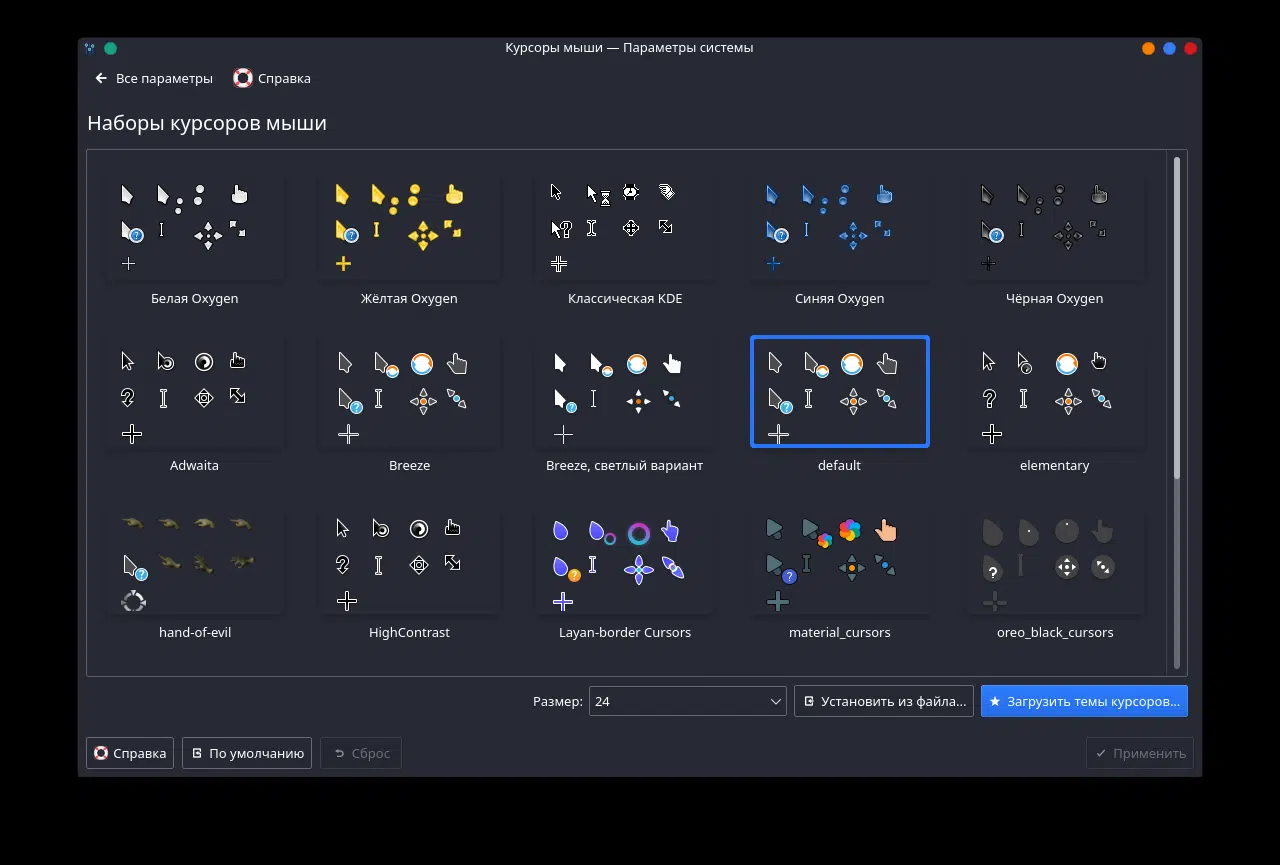 Курсоры мыши — Параметры системы
Все параметры Справка
Наборы курсоров мыши
Белая Oxygen Жёлтая Oxygen Классическая KDE Синяя Oxygen Чёрная Oxygen
Adwaita Breeze Breeze, светлый вариант default elementary
hand-of-evil HighContrast Layan-border Cursors material_cursors oreo_black_cursors
Размер: 24 Установить из файла... Загрузить темы курсоров...
Справка По умолчанию Сброс Применить